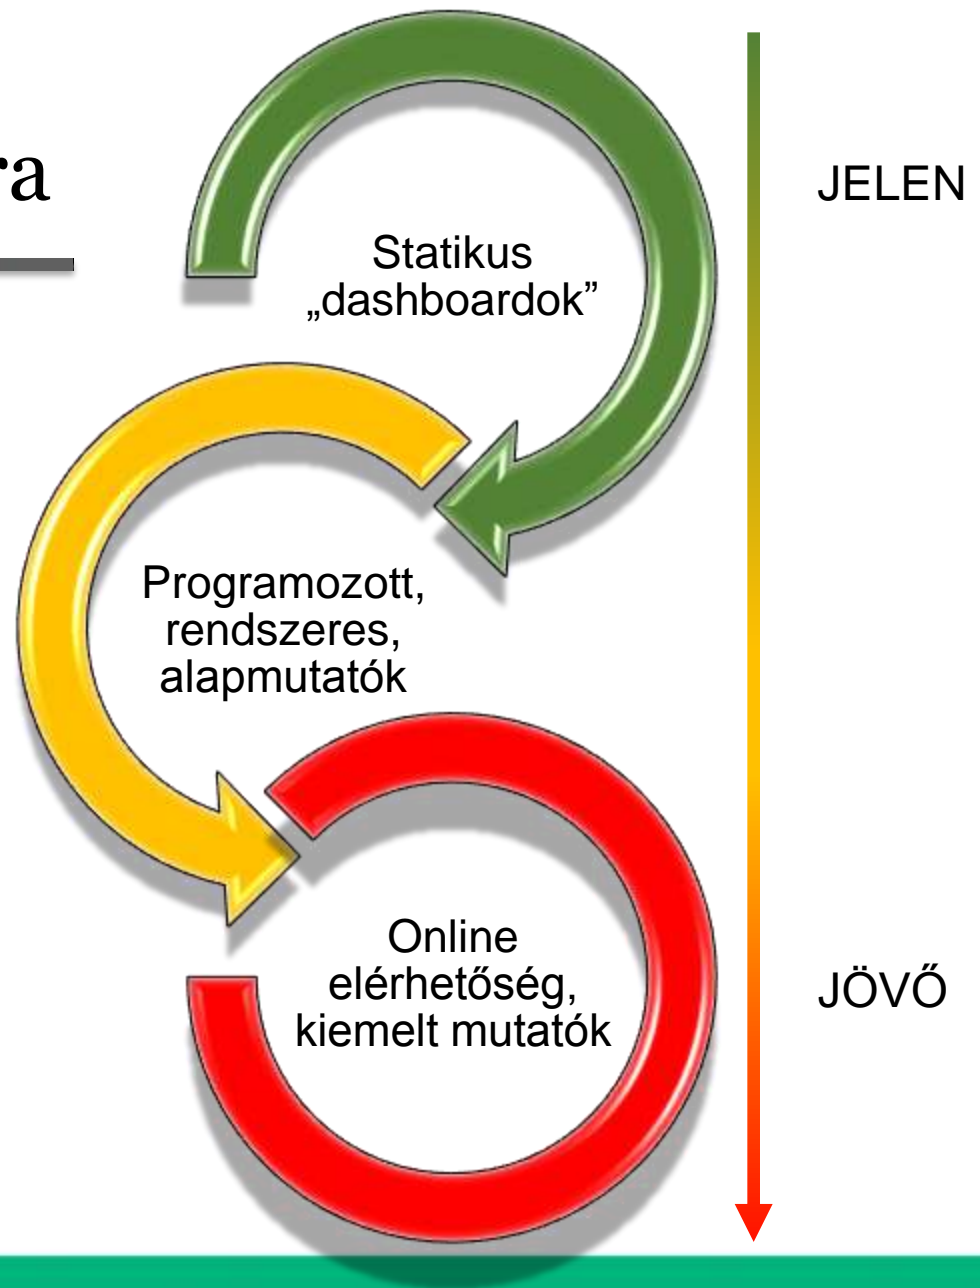 ra
JELEN
Statikus
„dashboardok”
Programozott,
rendszeres,
alapmutatók
Online
elérhetőség,
kiemelt mutatók
JÖVŐ